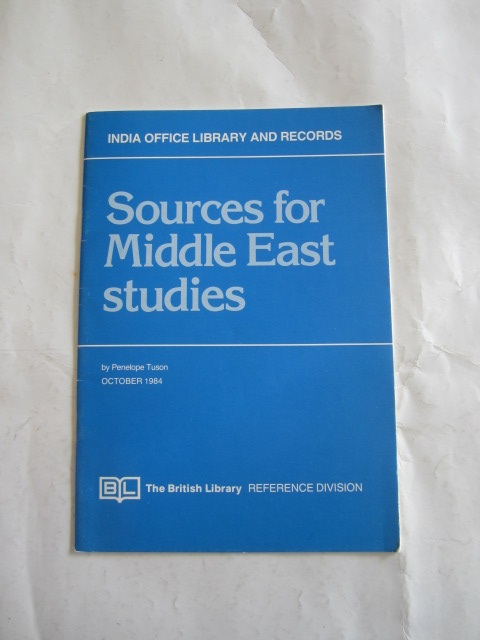 INDIA OFFICE LIBRARY AND RECORDS
Sources for
Middle East
studies
by Penelope Tuson
OCTOBER 1984
BL The British Library REFERENCE DIVISION